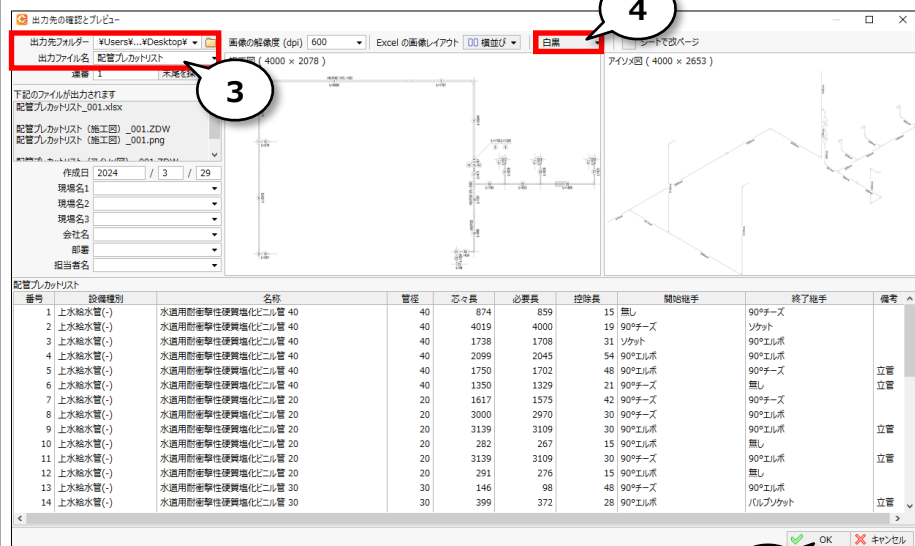 出力先の確認とプレビュー
4
出力先フォルダー ¥Users¥...¥Desktop¥ 画像の解像度 (dpi) 600 Excel の画像レイアウト 横並び 白黒 シートで改ページ
出力ファイル名 配管プレカットリスト ( 4000 × 2078 ) アイソメ図 ( 4000 × 2653 )
連番 1
3
下記のファイルが出力されます
配管プレカットリスト_001.xlsx
配管プレカットリスト（施工図）_001.ZDW
配管プレカットリスト（施工図）_001.png
作成日 2024 / 3 / 29
現場名1
現場名2
現場名3
会社名
部署
担当者名
配管プレカットリスト
番号 設備種別 名称 管径 芯々長 必要長 控除長 開始継手 終了継手 備考
1 上水給水管(-) 水道用耐衝撃性硬質塩化ビニル管 40 40 874 859 15 無し 90°チーズ
2 上水給水管(-) 水道用耐衝撃性硬質塩化ビニル管 40 40 4019 4000 19 90°チーズ ソケット
3 上水給水管(-) 水道用耐衝撃性硬質塩化ビニル管 40 40 1738 1708 31 ソケット 90°エルボ
4 上水給水管(-) 水道用耐衝撃性硬質塩化ビニル管 40 40 2099 2045 54 90°エルボ 90°エルボ
5 上水給水管(-) 水道用耐衝撃性硬質塩化ビニル管 40 40 1750 1702 48 90°チーズ 90°エルボ 立管
6 上水給水管(-) 水道用耐衝撃性硬質塩化ビニル管 40 40 1350 1329 21 90°チーズ 無し 立管
7 上水給水管(-) 水道用耐衝撃性硬質塩化ビニル管 20 20 1617 1575 42 90°チーズ 90°チーズ
8 上水給水管(-) 水道用耐衝撃性硬質塩化ビニル管 20 20 3000 2970 30 90°チーズ 90°エルボ
9 上水給水管(-) 水道用耐衝撃性硬質塩化ビニル管 20 20 3139 3109 30 90°エルボ 90°エルボ 立管
10 上水給水管(-) 水道用耐衝撃性硬質塩化ビニル管 20 20 282 267 15 90°エルボ 無し
11 上水給水管(-) 水道用耐衝撃性硬質塩化ビニル管 20 20 3139 3109 30 90°チーズ 90°エルボ 立管
12 上水給水管(-) 水道用耐衝撃性硬質塩化ビニル管 20 20 291 276 15 90°エルボ 無し
13 上水給水管(-) 水道用耐衝撃性硬質塩化ビニル管 30 30 146 98 48 90°チーズ 90°エルボ
14 上水給水管(-) 水道用耐衝撃性硬質塩化ビニル管 30 30 399 372 28 90°エルボ バルブソケット 立管
OK キャンセル